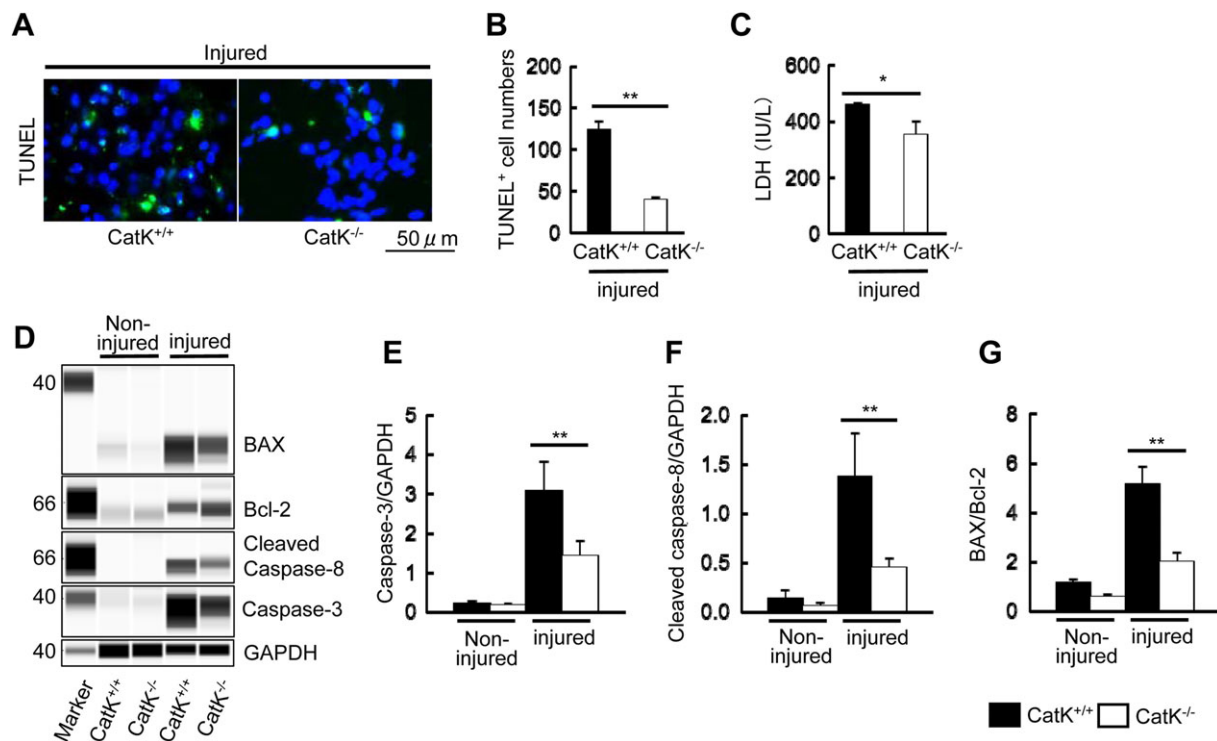 A
Injured
TUNEL
CatK+/+
CatK-/-
50 μm
B
TUNEL+ cell numbers
200
150
100
50
0
**
CatK+/+ CatK-/-
injured
C
LDH (IU/L)
600
400
200
0
*
CatK+/+ CatK-/-
injured
D
Non-
injured injured
40
BAX
66
Bcl-2
66
Cleaved
Caspase-8
40
Caspase-3
40
GAPDH
Marker
CatK+/+
CatK-/-
CatK+/+
CatK-/-
E
Caspase-3/GAPDH
5
4
3
2
1
0
**
Non-
injured
injured
F
Cleaved caspase-8/GAPDH
2.0
1.5
1.0
0.5
0.0
**
Non-
injured
injured
G
BAX/Bcl-2
8
6
4
2
0
**
Non-
injured
injured
CatK+/+ CatK-/-